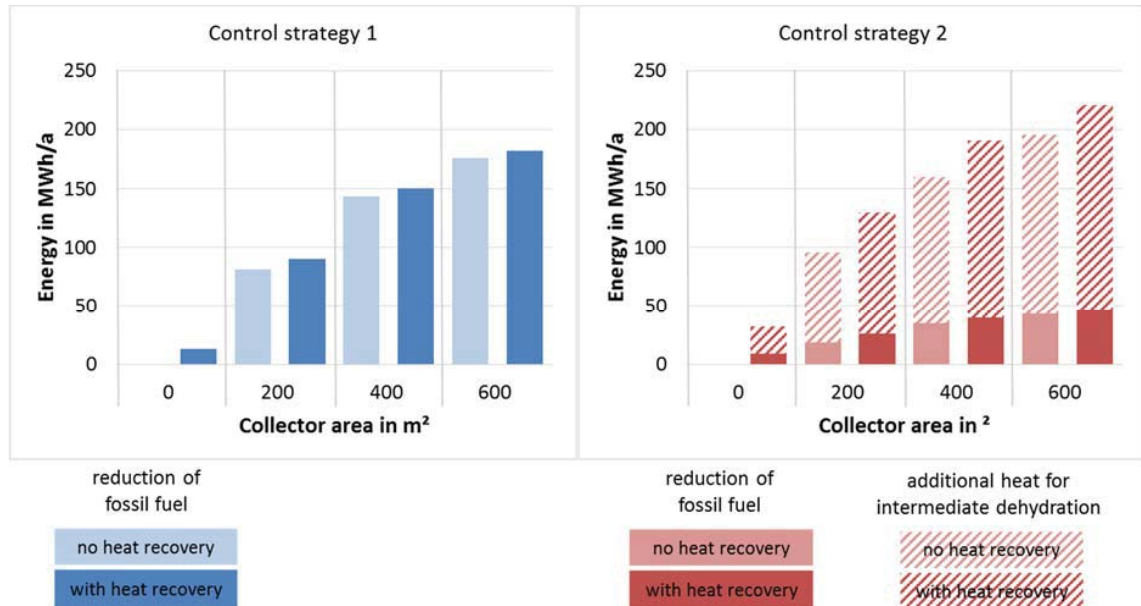 Control strategy 1
250
200
150
100
50
0
Energy in MWh/a
0 200 400 600
Collector area in m²
Control strategy 2
250
200
150
100
50
0
Energy in MWh/a
0 200 400 600
Collector area in ²
reduction of
fossil fuel
no heat recovery
with heat recovery
reduction of
fossil fuel
no heat recovery
with heat recovery
additional heat for
intermediate dehydration
no heat recovery
with heat recovery